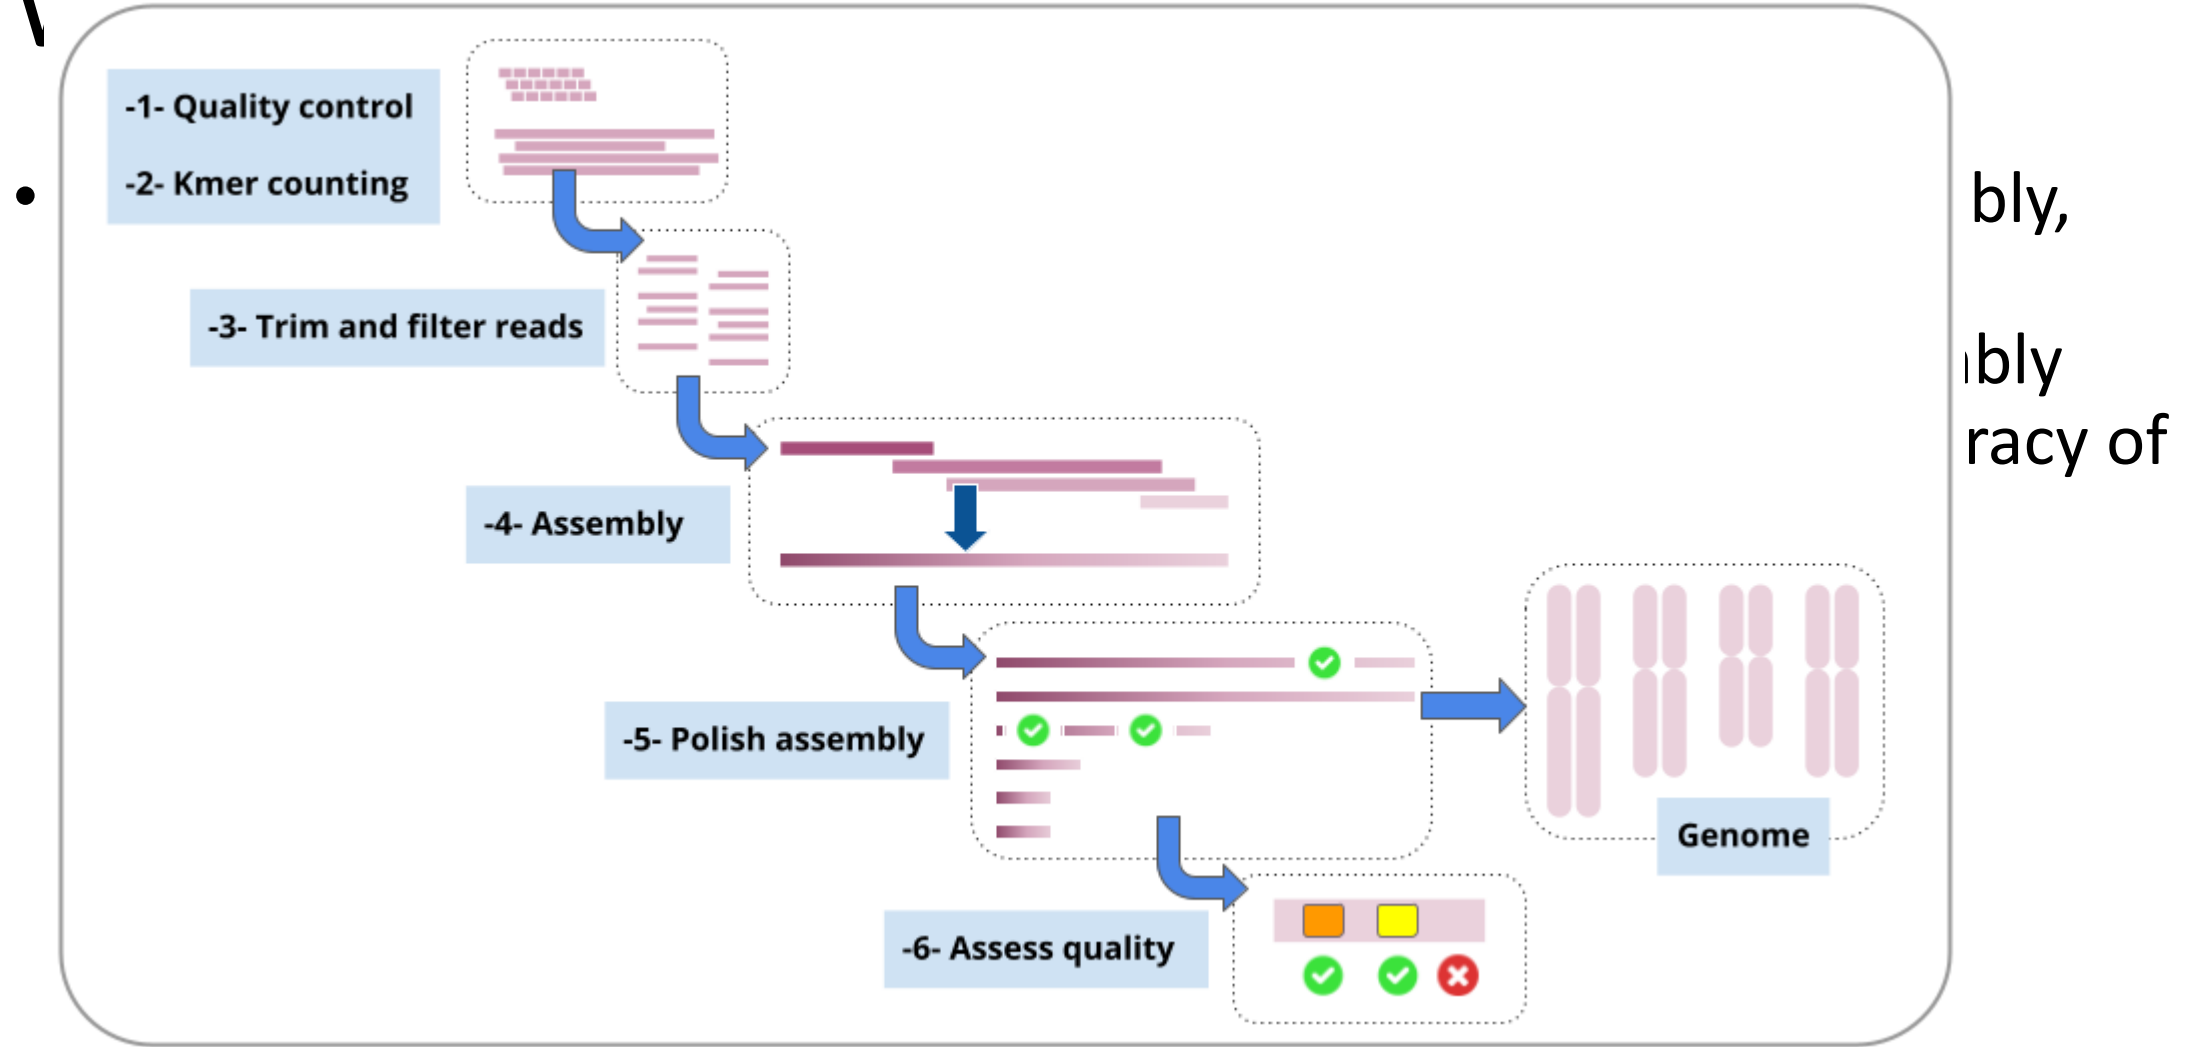 -1- Quality control
-2- Kmer counting
bly,
-3- Trim and filter reads
bly
racy of
-4- Assembly
-5- Polish assembly
Genome
-6- Assess quality